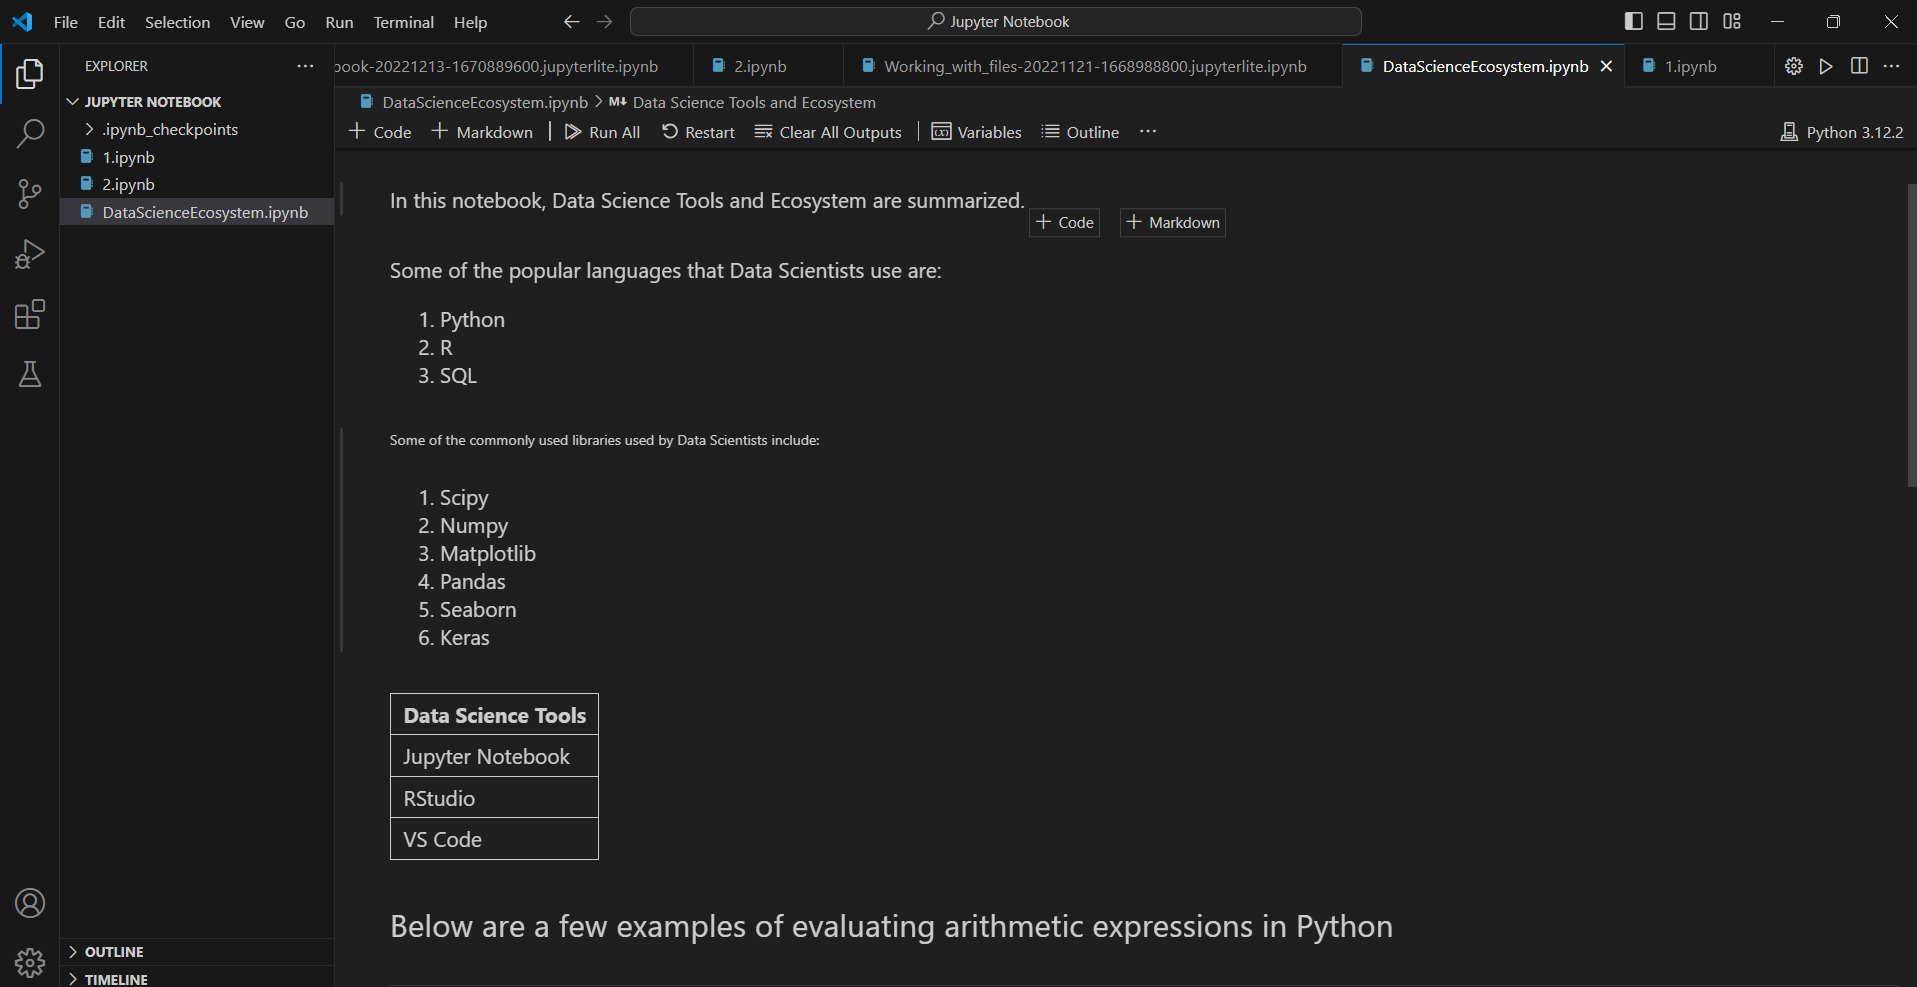 File Edit Selection View Go Run Terminal Help
Jupyter Notebook
EXPLORER
JUPYTER NOTEBOOK
.ipynb_checkpoints
1.ipynb
2.ipynb
DataScienceEcosystem.ipynb
OUTLINE
TIMELINE
book-20221213-1670889600.jupyterlite.ipynb 2.ipynb Working_with_files-20221121-1668988800.jupyterlite.ipynb DataScienceEcosystem.ipynb 1.ipynb
DataScienceEcosystem.ipynb > M↓ Data Science Tools and Ecosystem
+ Code + Markdown | Run All Restart Clear All Outputs | Variables Outline ... Python 3.12.2
In this notebook, Data Science Tools and Ecosystem are summarized.
+ Code + Markdown
Some of the popular languages that Data Scientists use are:
1. Python
2. R
3. SQL
Some of the commonly used libraries used by Data Scientists include:
1. Scipy
2. Numpy
3. Matplotlib
4. Pandas
5. Seaborn
6. Keras
Data Science Tools
Jupyter Notebook
RStudio
VS Code
Below are a few examples of evaluating arithmetic expressions in Python